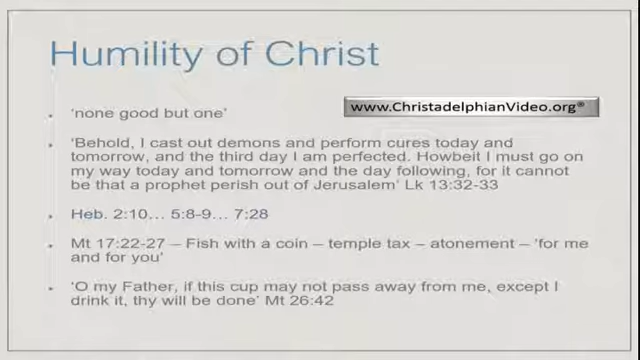 Humility of Christ
www.ChristadelphianVideo.org®
'none good but one'
'Behold, I cast out demons and perform cures today and
tomorrow, and the third day I am perfected. Howbeit I must go on
my way today and tomorrow and the day following, for it cannot
be that a prophet perish out of Jerusalem' Lk 13:32-33
Heb. 2:10… 5:8-9… 7:28
Mt 17:22-27 – Fish with a coin – temple tax – atonement – 'for me
and for you'
'O my Father, if this cup may not pass away from me, except I
drink it, thy will be done' Mt 26:42